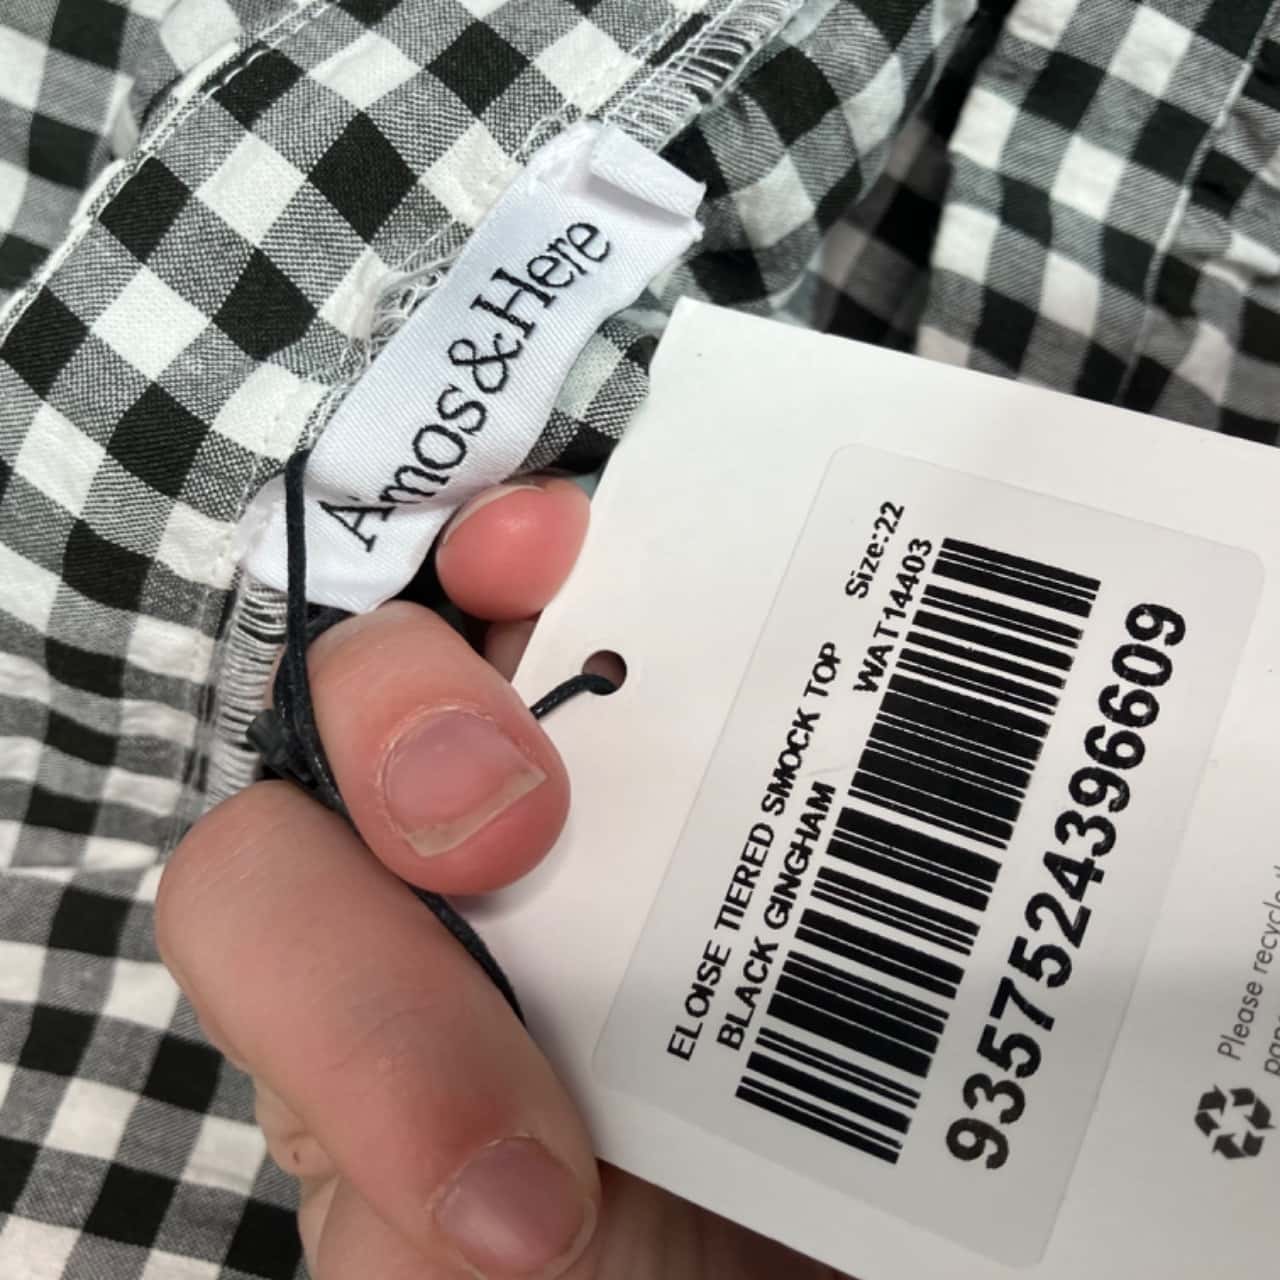 Amos&Here
Size:22
WAT14403
ELOISE TIERED SMOCK TOP
BLACK GINGHAM
9357524396609
Please recycle